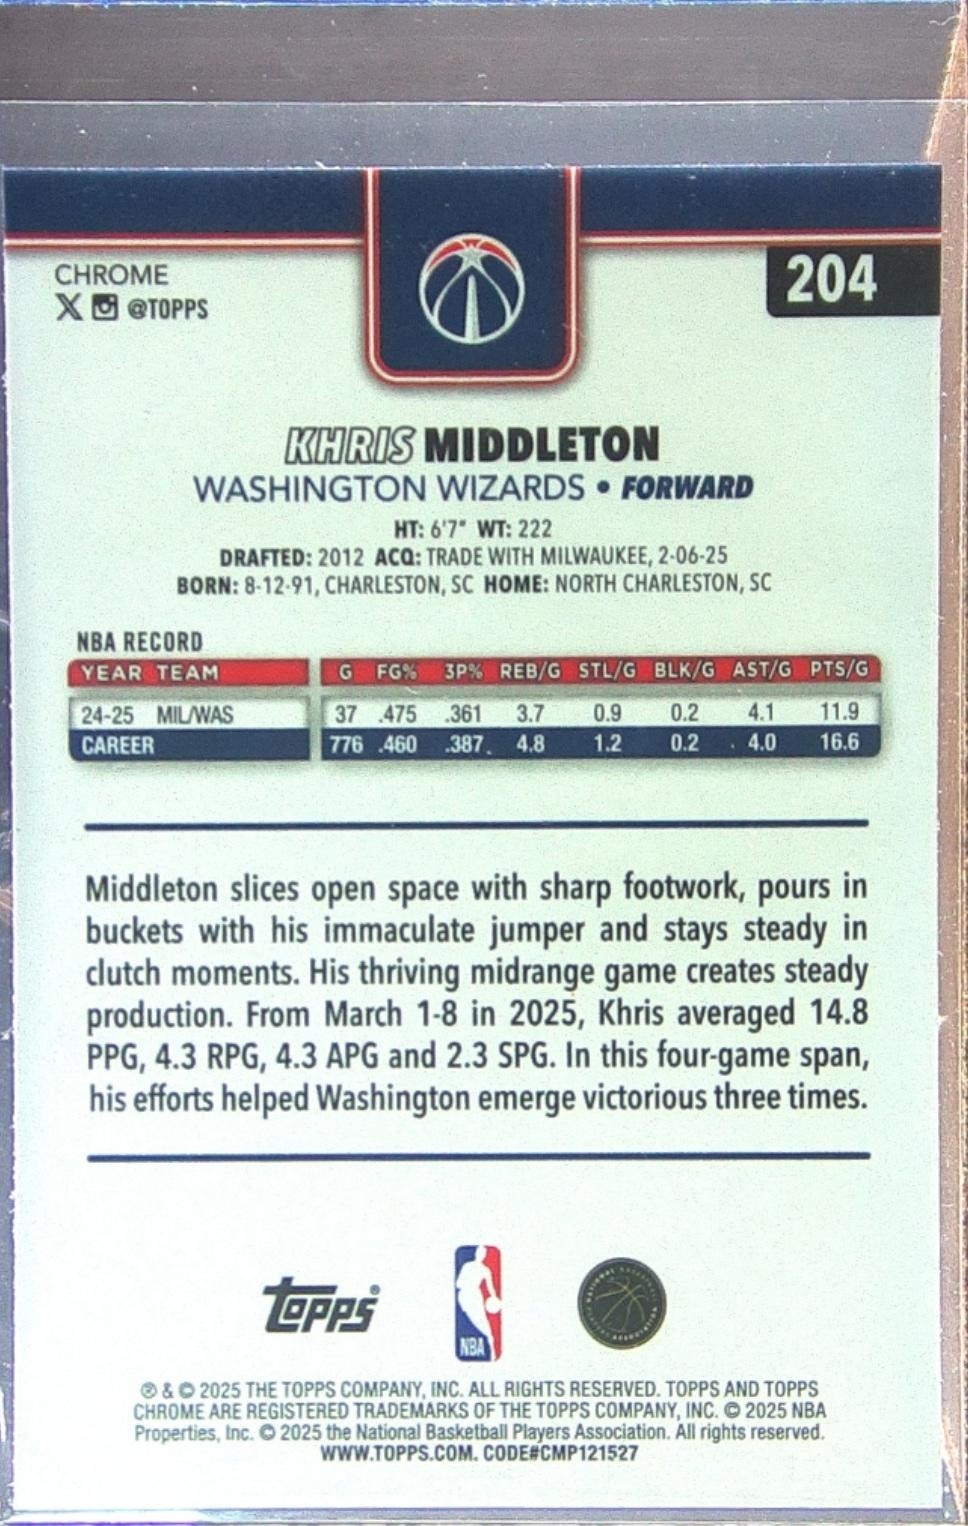 CHROME
X @TOPPS
204
KHRIS MIDDLETON
WASHINGTON WIZARDS • FORWARD
HT: 6'7" WT: 222
DRAFTED: 2012 ACQ: TRADE WITH MILWAUKEE, 2-06-25
BORN: 8-12-91, CHARLESTON, SC HOME: NORTH CHARLESTON, SC
NBA RECORD
YEAR TEAM G FG% 3P% REB/G STL/G BLK/G AST/G PTS/G
24-25 MIL/WAS 37 .475 .361 3.7 0.9 0.2 4.1 11.9
CAREER 776 .460 .387 4.8 1.2 0.2 4.0 16.6
Middleton slices open space with sharp footwork, pours in
buckets with his immaculate jumper and stays steady in
clutch moments. His thriving midrange game creates steady
production. From March 1-8 in 2025, Khris averaged 14.8
PPG, 4.3 RPG, 4.3 APG and 2.3 SPG. In this four-game span,
his efforts helped Washington emerge victorious three times.
Topps®
NBA
® & © 2025 THE TOPPS COMPANY, INC. ALL RIGHTS RESERVED. TOPPS AND TOPPS
CHROME ARE REGISTERED TRADEMARKS OF THE TOPPS COMPANY, INC. © 2025 NBA
Properties, Inc. © 2025 the National Basketball Players Association. All rights reserved.
WWW.TOPPS.COM. CODE#CMP121527